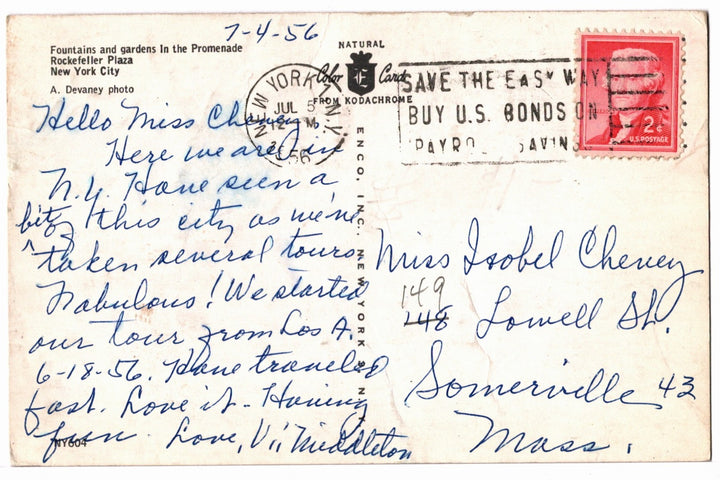 7-4-56
Fountains and gardens In the Promenade
Rockefeller Plaza
New York City
A. Devaney photo
NATURAL
Color Card
FROM KODACHROME
NEW YORK, N.Y.
JUL 5
12 M
56
SAVE THE EASY WAY
BUY U.S. BONDS ON
PAYRO SAVIN
2¢
U.S. POSTAGE
Hello Miss Cheney,
Here we are in
N.Y. Have seen a
bit of this city as we've
taken several tours
Fabulous! We started
our tour from Los A.
6-18-56. Have traveled
fast. Love it - Having
fun. Love, Vi Middleton
NY604
ENCO, INC. NEW YORK
Miss Isobel Cheney
149
148 Lowell St.
Somerville 43
Mass.